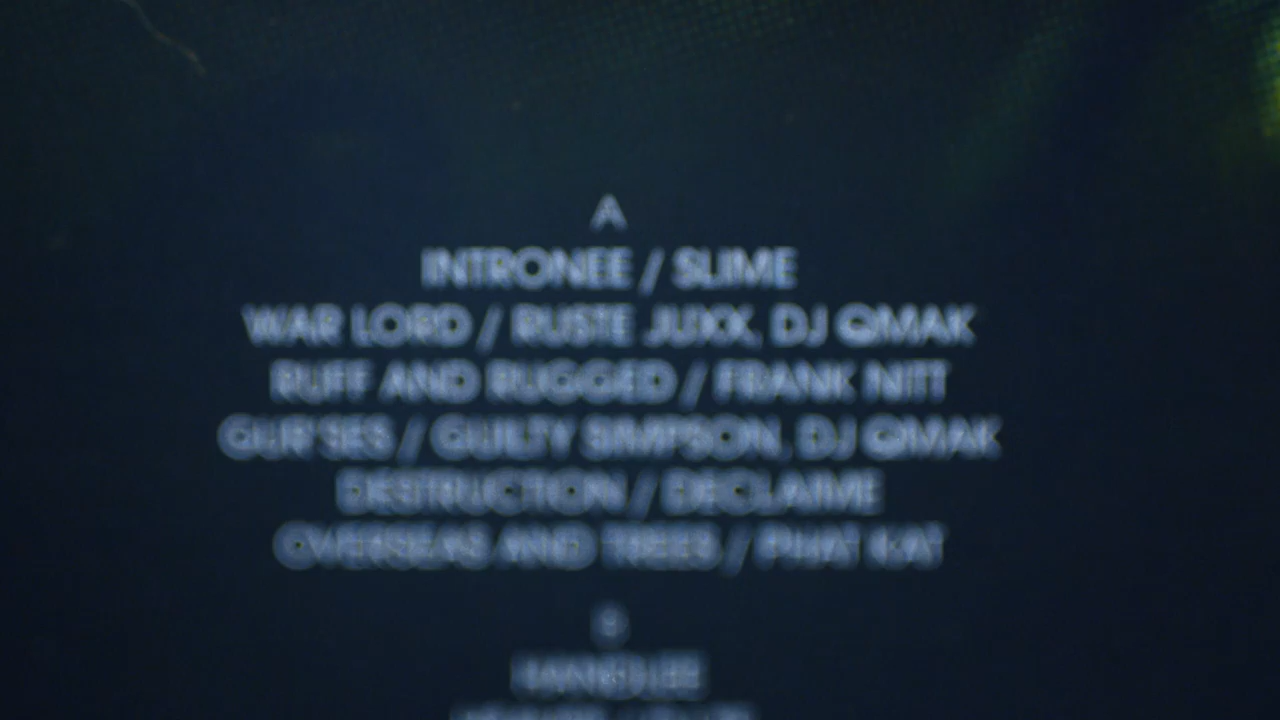 A
INTRONEE / SLIME
WAR LORD / RUSTE JUXX, DJ QMAK
RUFF AND RUGGED / FRANK NITT
/ GUILTY SIMPSON, DJ QMAK
DESTRUCTION / DECLAIME
OVERSEAS AND TREES / PHAT KAT
B